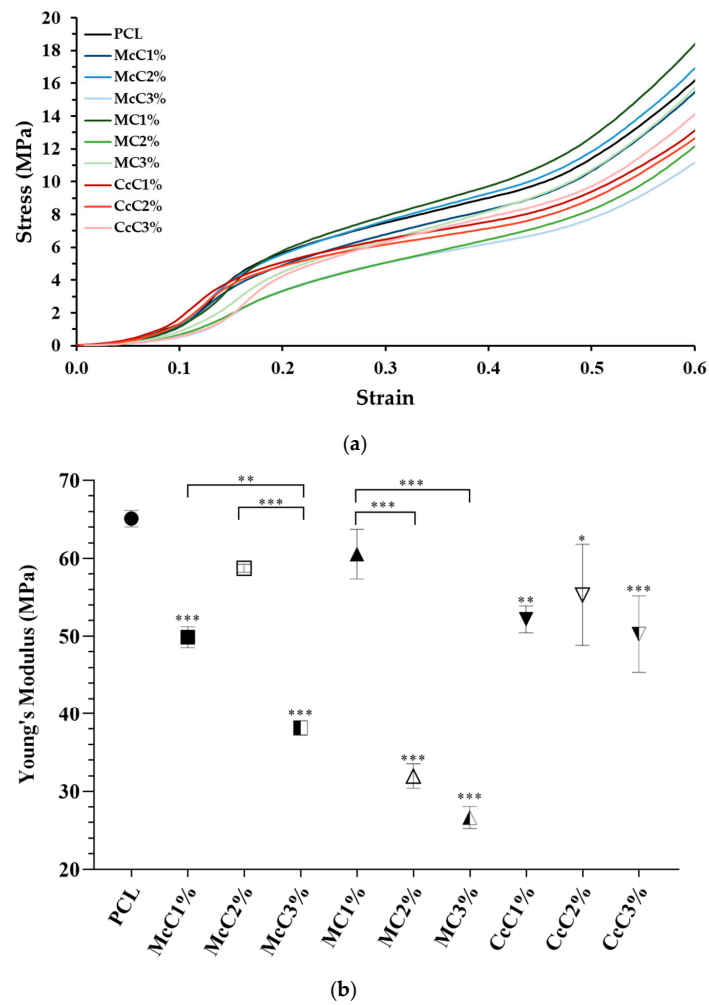 20
18
16
14
12
10
8
6
4
2
0
Stress (MPa)
PCL
McC1%
McC2%
McC3%
MC1%
MC2%
MC3%
CcC1%
CcC2%
CcC3%
0.0 0.1 0.2 0.3 0.4 0.5 0.6
Strain
(a)
70
60
50
40
30
20
Young's Modulus (MPa)
** ***
*** ***
*
** ***
***
***
***
***
PCL McC1% McC2% McC3% MC1% MC2% MC3% CcC1% CcC2% CcC3%
(b)